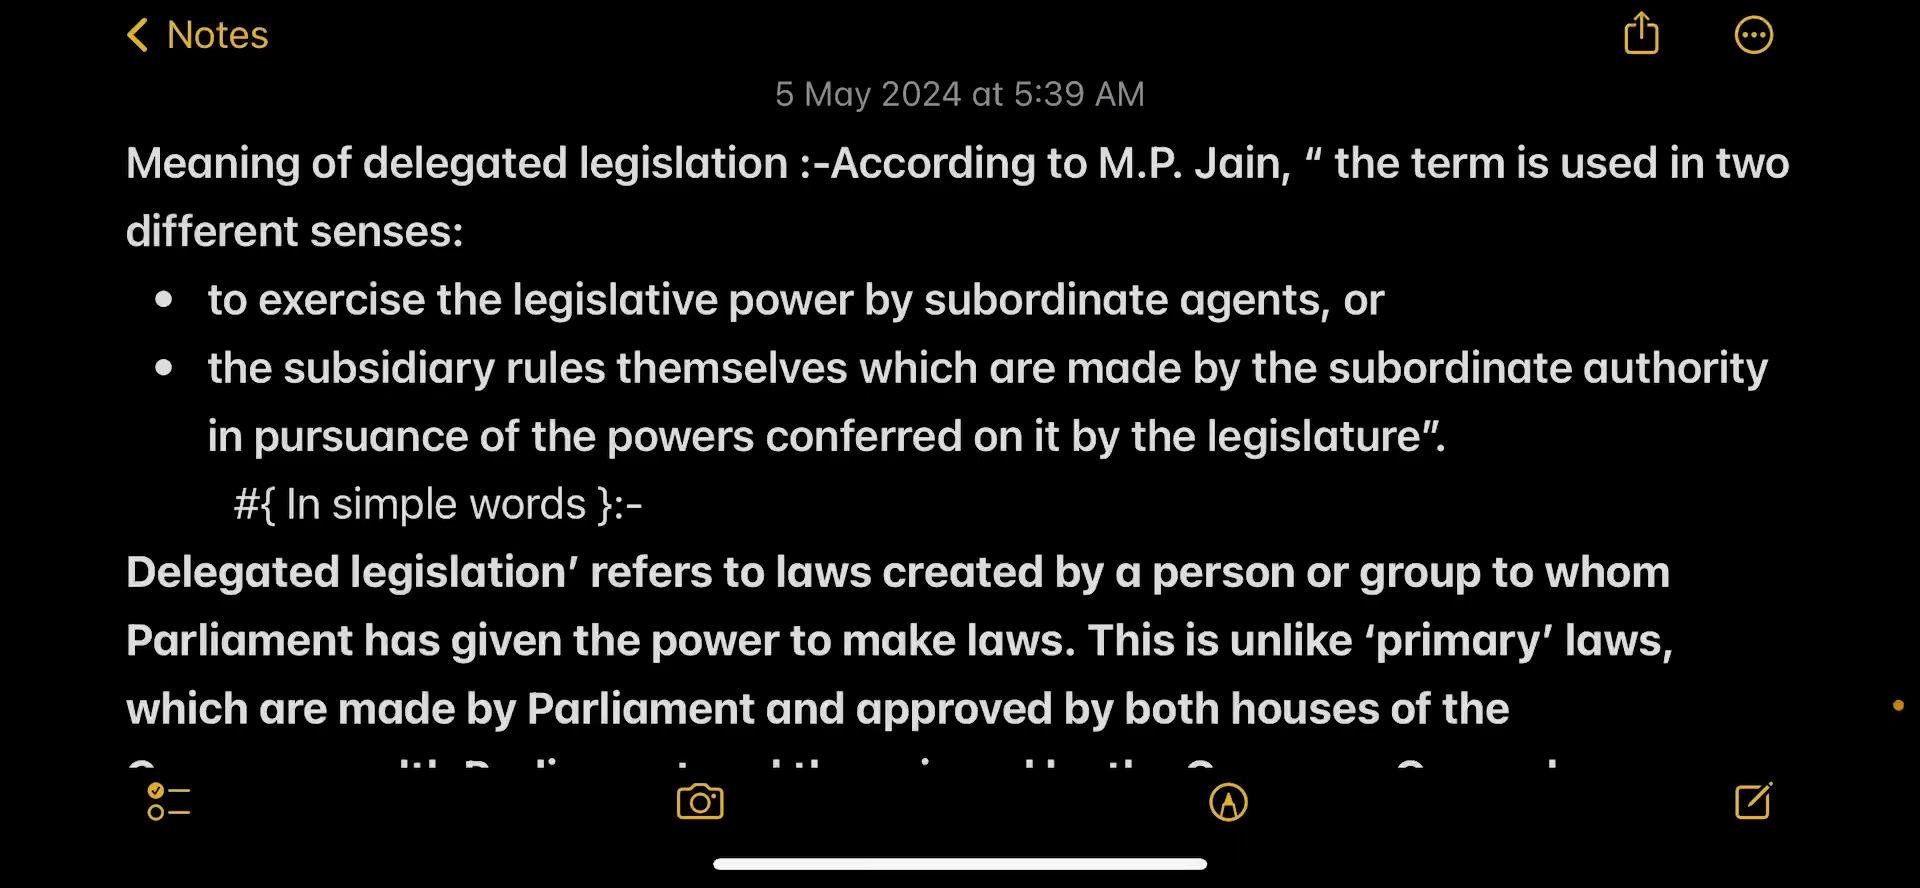 Notes
5 May 2024 at 5:39 AM
Meaning of delegated legislation :-According to M.P. Jain, “ the term is used in two
different senses:
• to exercise the legislative power by subordinate agents, or
• the subsidiary rules themselves which are made by the subordinate authority
in pursuance of the powers conferred on it by the legislature”.
#{ In simple words }:-
Delegated legislation’ refers to laws created by a person or group to whom
Parliament has given the power to make laws. This is unlike ‘primary’ laws,
which are made by Parliament and approved by both houses of the